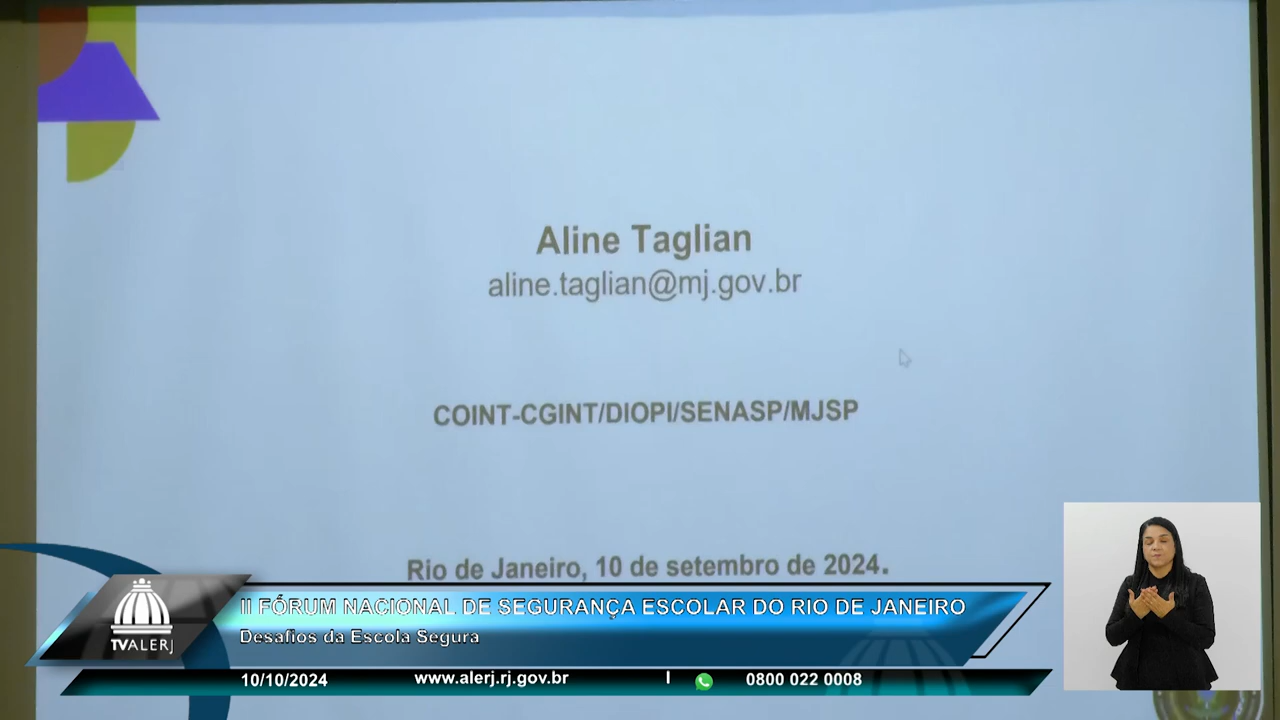 Aline Taglian
aline.taglian@mj.gov.br
COINT-CGINT/DIOPI/SENASP/MJSP
Rio de Janeiro, 10 de setembro de 2024.
II FÓRUM NACIONAL DE SEGURANÇA ESCOLAR DO RIO DE JANEIRO
Desafios da Escola Segura
TVALERJ
10/10/2024 www.alerj.rj.gov.br | 0800 022 0008